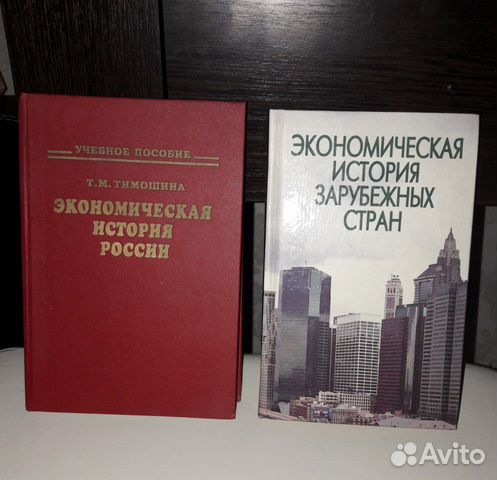 УЧЕБНОЕ ПОСОБИЕ
Т.М. ТИМОШИНА
ЭКОНОМИЧЕСКАЯ
ИСТОРИЯ
РОССИИ
ЭКОНОМИЧЕСКАЯ
ИСТОРИЯ
ЗАРУБЕЖНЫХ
СТРАН
Avito